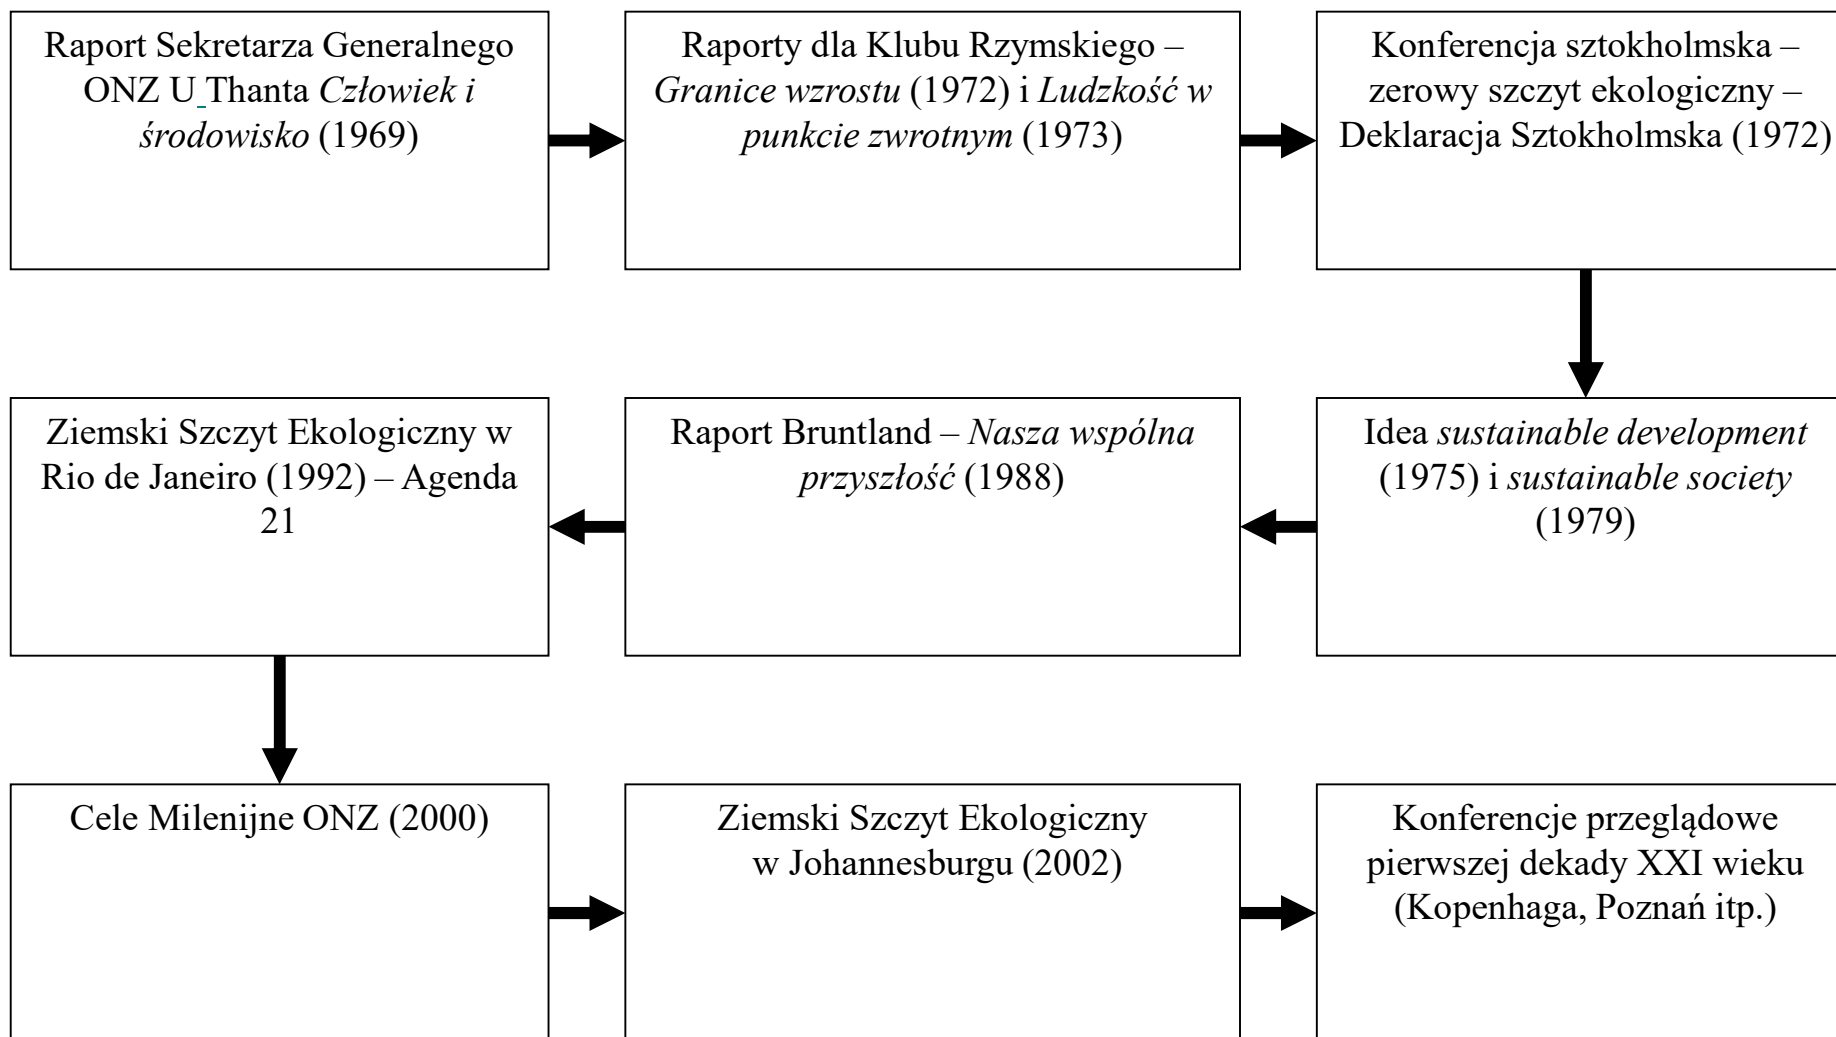 Raport Sekretarza Generalnego
ONZ U Thanta Człowiek i
środowisko (1969)
Raporty dla Klubu Rzymskiego –
Granice wzrostu (1972) i Ludzkość w
punkcie zwrotnym (1973)
Konferencja sztokholmska –
zerowy szczyt ekologiczny –
Deklaracja Sztokholmska (1972)
Idea sustainable development
(1975) i sustainable society
(1979)
Raport Bruntland – Nasza wspólna
przyszłość (1988)
Ziemski Szczyt Ekologiczny w
Rio de Janeiro (1992) – Agenda
21
Cele Milenijne ONZ (2000)
Ziemski Szczyt Ekologiczny
w Johannesburgu (2002)
Konferencje przeglądowe
pierwszej dekady XXI wieku
(Kopenhaga, Poznań itp.)